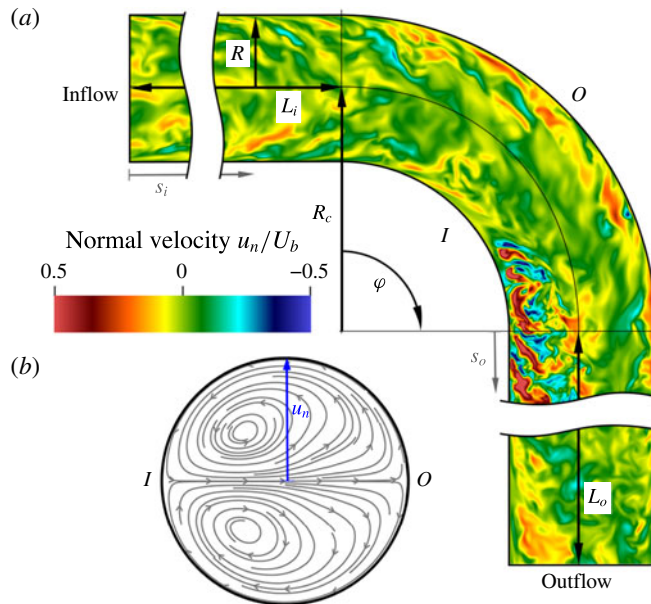 (a)
R
Inflow
L_i
O
s_i
R_c
I
Normal velocity u_n/U_b
0.5 0 −0.5
φ
s_o
(b)
u_n
I O
L_o
Outflow